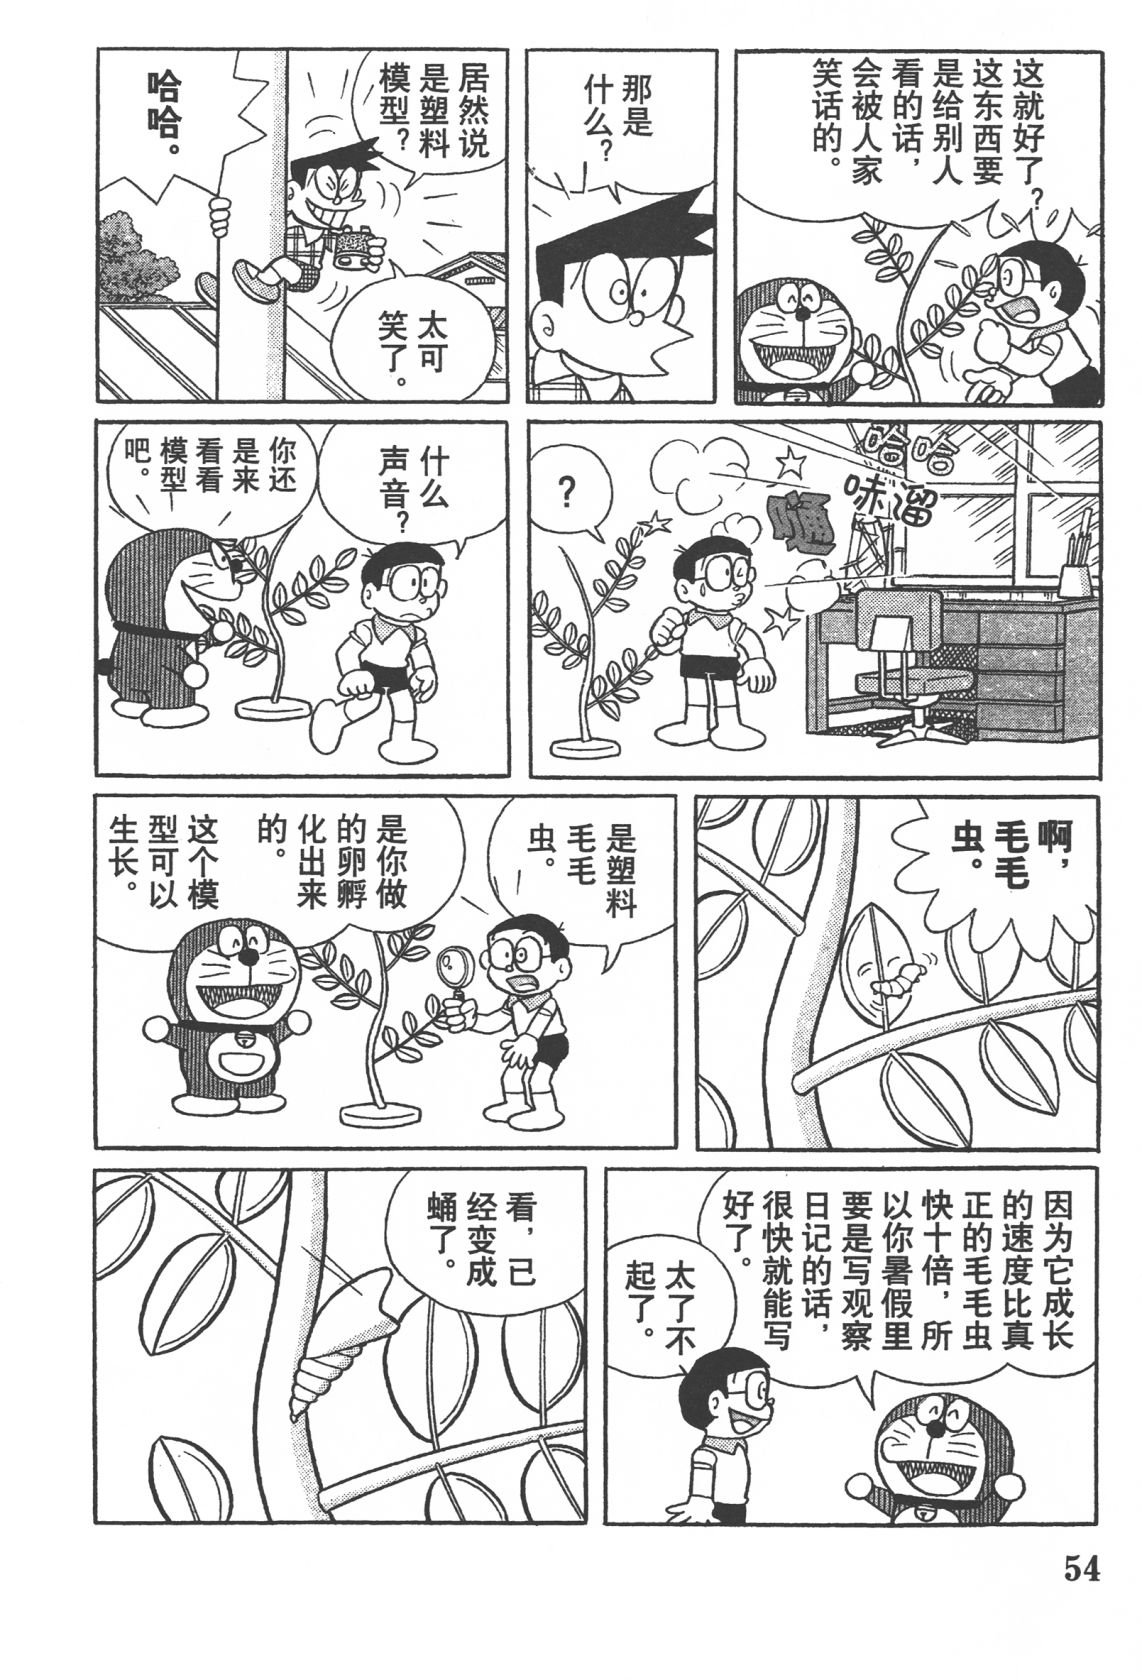 这就好了?
这东西要
是给别人
看的话，
会被人家
笑话的。
那是
什么?
居然说
是塑料
模型?
太可
笑了。
哈哈。
哈哈
味溜
嗵
?
什么
声音?
你还
是来
看看
模型
吧。
啊，
毛毛
虫。
是塑料
毛毛
虫。
是你做
的卵孵
化出来
的。
这个模
型可以
生长。
因为它成长
的速度比真
正的毛毛虫
快十倍，所
以你暑假里
要是写观察
日记的话，
很快就能写
好了。
太了不
起了。
看，已
经变成
蛹了。
54